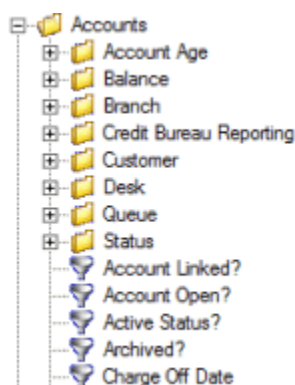 Accounts
Account Age
Balance
Branch
Credit Bureau Reporting
Customer
Desk
Queue
Status
Account Linked?
Account Open?
Active Status?
Archived?
Charge Off Date